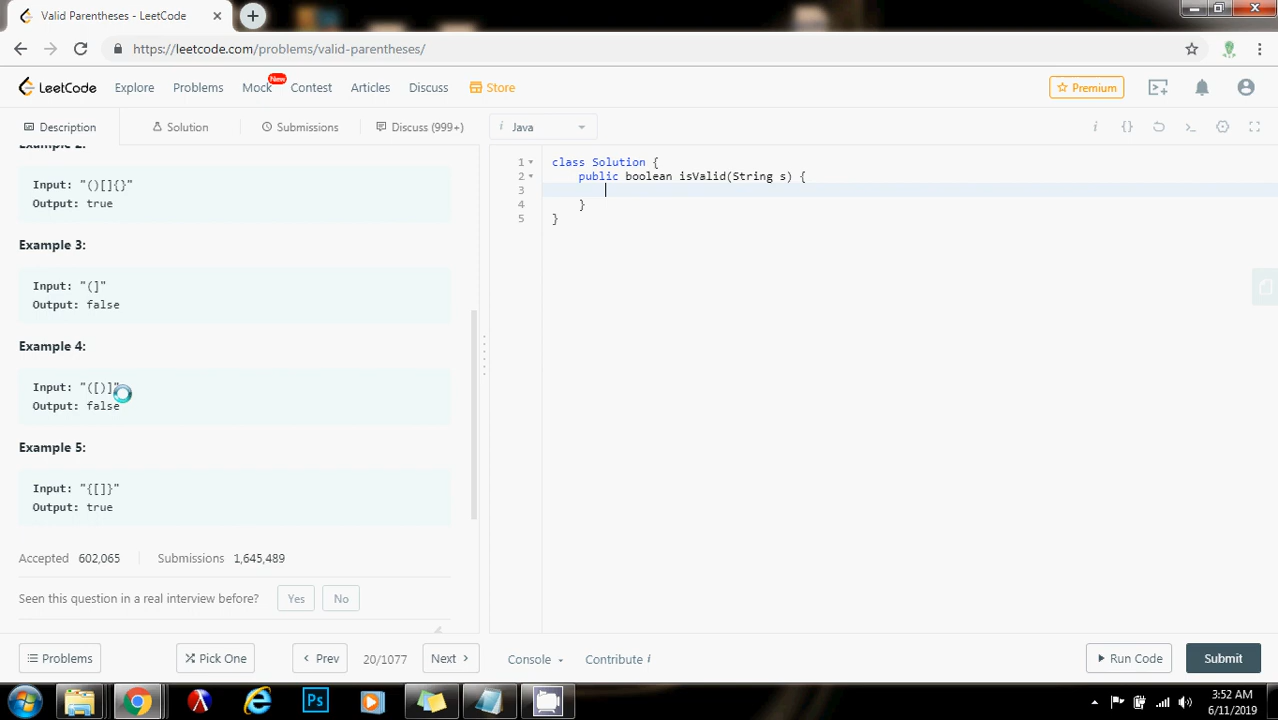 Valid Parentheses - LeetCode
https://leetcode.com/problems/valid-parentheses/
LeetCode Explore Problems Mock New Contest Articles Discuss Store Premium
Description Solution Submissions Discuss (999+) i Java
Example 2:
Input: "()[]{}"
Output: true
Example 3:
Input: "(]"
Output: false
Example 4:
Input: "([)]"
Output: false
Example 5:
Input: "{[]}"
Output: true
Accepted 602,065 Submissions 1,645,489
Seen this question in a real interview before? Yes No
1 class Solution {
2 public boolean isValid(String s) {
3
4 }
5 }
Problems Pick One Prev 20/1077 Next Console Contribute i Run Code Submit
Ps
3:52 AM
6/11/2019